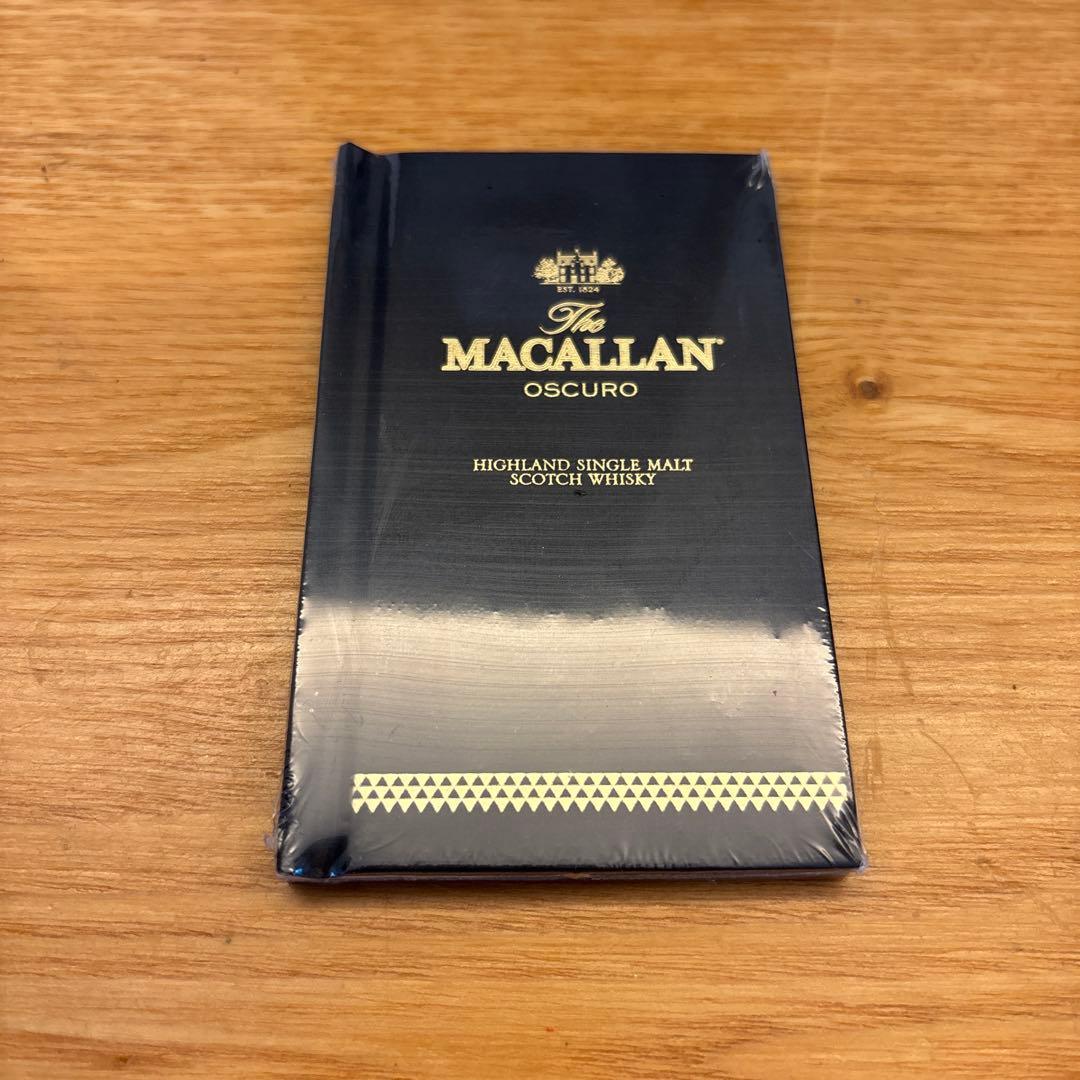 EST. 1824
The
MACALLAN
OSCURO
HIGHLAND SINGLE MALT
SCOTCH WHISKY